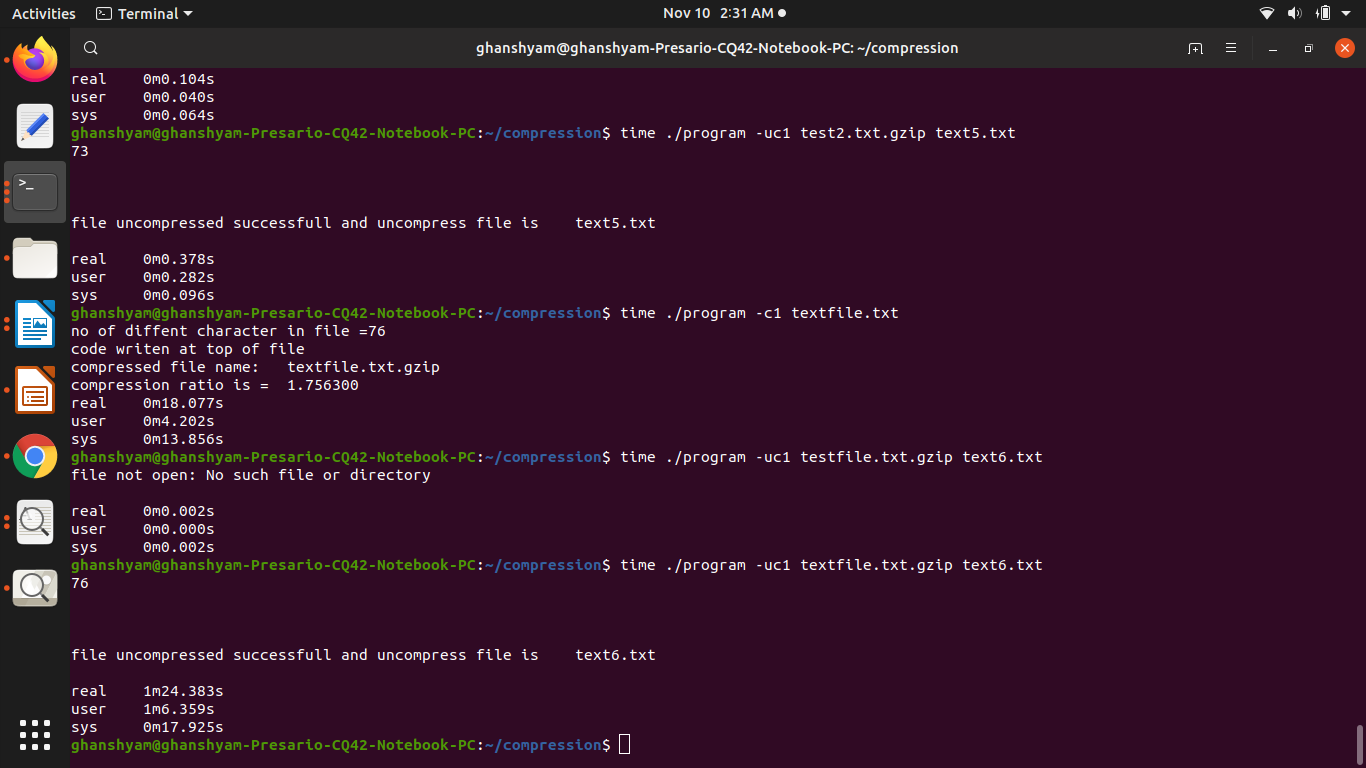 Activities Terminal Nov 10 2:31 AM
ghanshyam@ghanshyam-Presario-CQ42-Notebook-PC: ~/compression
real 0m0.104s
user 0m0.040s
sys 0m0.064s
ghanshyam@ghanshyam-Presario-CQ42-Notebook-PC:~/compression$ time ./program -uc1 test2.txt.gzip text5.txt
73
file uncompressed successfull and uncompress file is text5.txt
real 0m0.378s
user 0m0.282s
sys 0m0.096s
ghanshyam@ghanshyam-Presario-CQ42-Notebook-PC:~/compression$ time ./program -c1 textfile.txt
no of diffent character in file =76
code writen at top of file
compressed file name: textfile.txt.gzip
compression ratio is = 1.756300
real 0m18.077s
user 0m4.202s
sys 0m13.856s
ghanshyam@ghanshyam-Presario-CQ42-Notebook-PC:~/compression$ time ./program -uc1 testfile.txt.gzip text6.txt
file not open: No such file or directory
real 0m0.002s
user 0m0.000s
sys 0m0.002s
ghanshyam@ghanshyam-Presario-CQ42-Notebook-PC:~/compression$ time ./program -uc1 textfile.txt.gzip text6.txt
76
file uncompressed successfull and uncompress file is text6.txt
real 1m24.383s
user 1m6.359s
sys 0m17.925s
ghanshyam@ghanshyam-Presario-CQ42-Notebook-PC:~/compression$